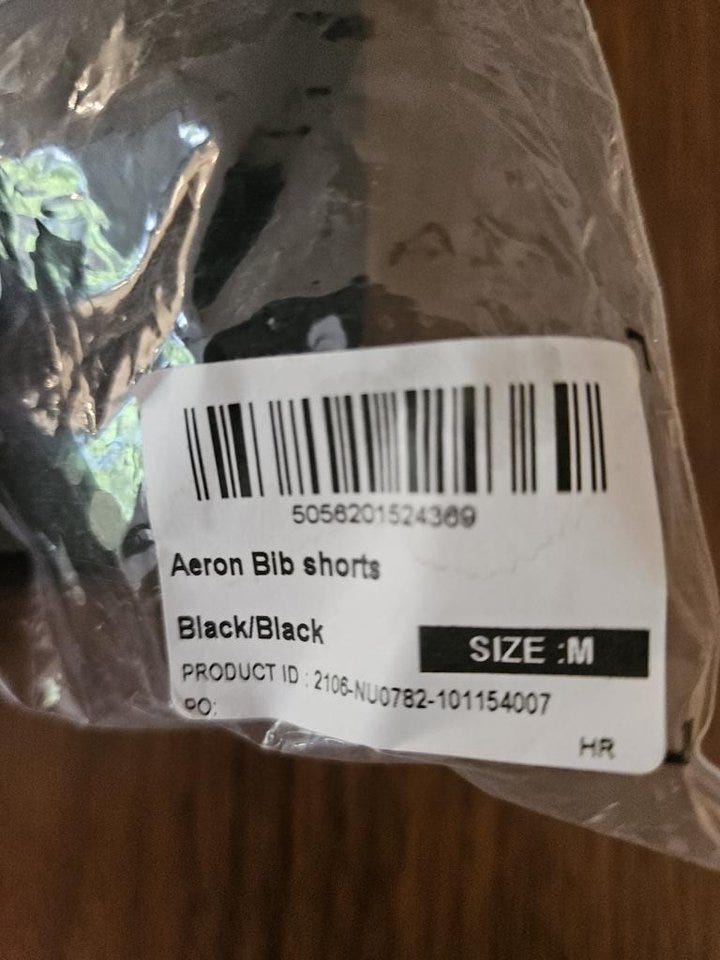 5056201524369
Aeron Bib shorts
Black/Black
SIZE :M
PRODUCT ID : 2106-NU0782-101154007
PO:
HR